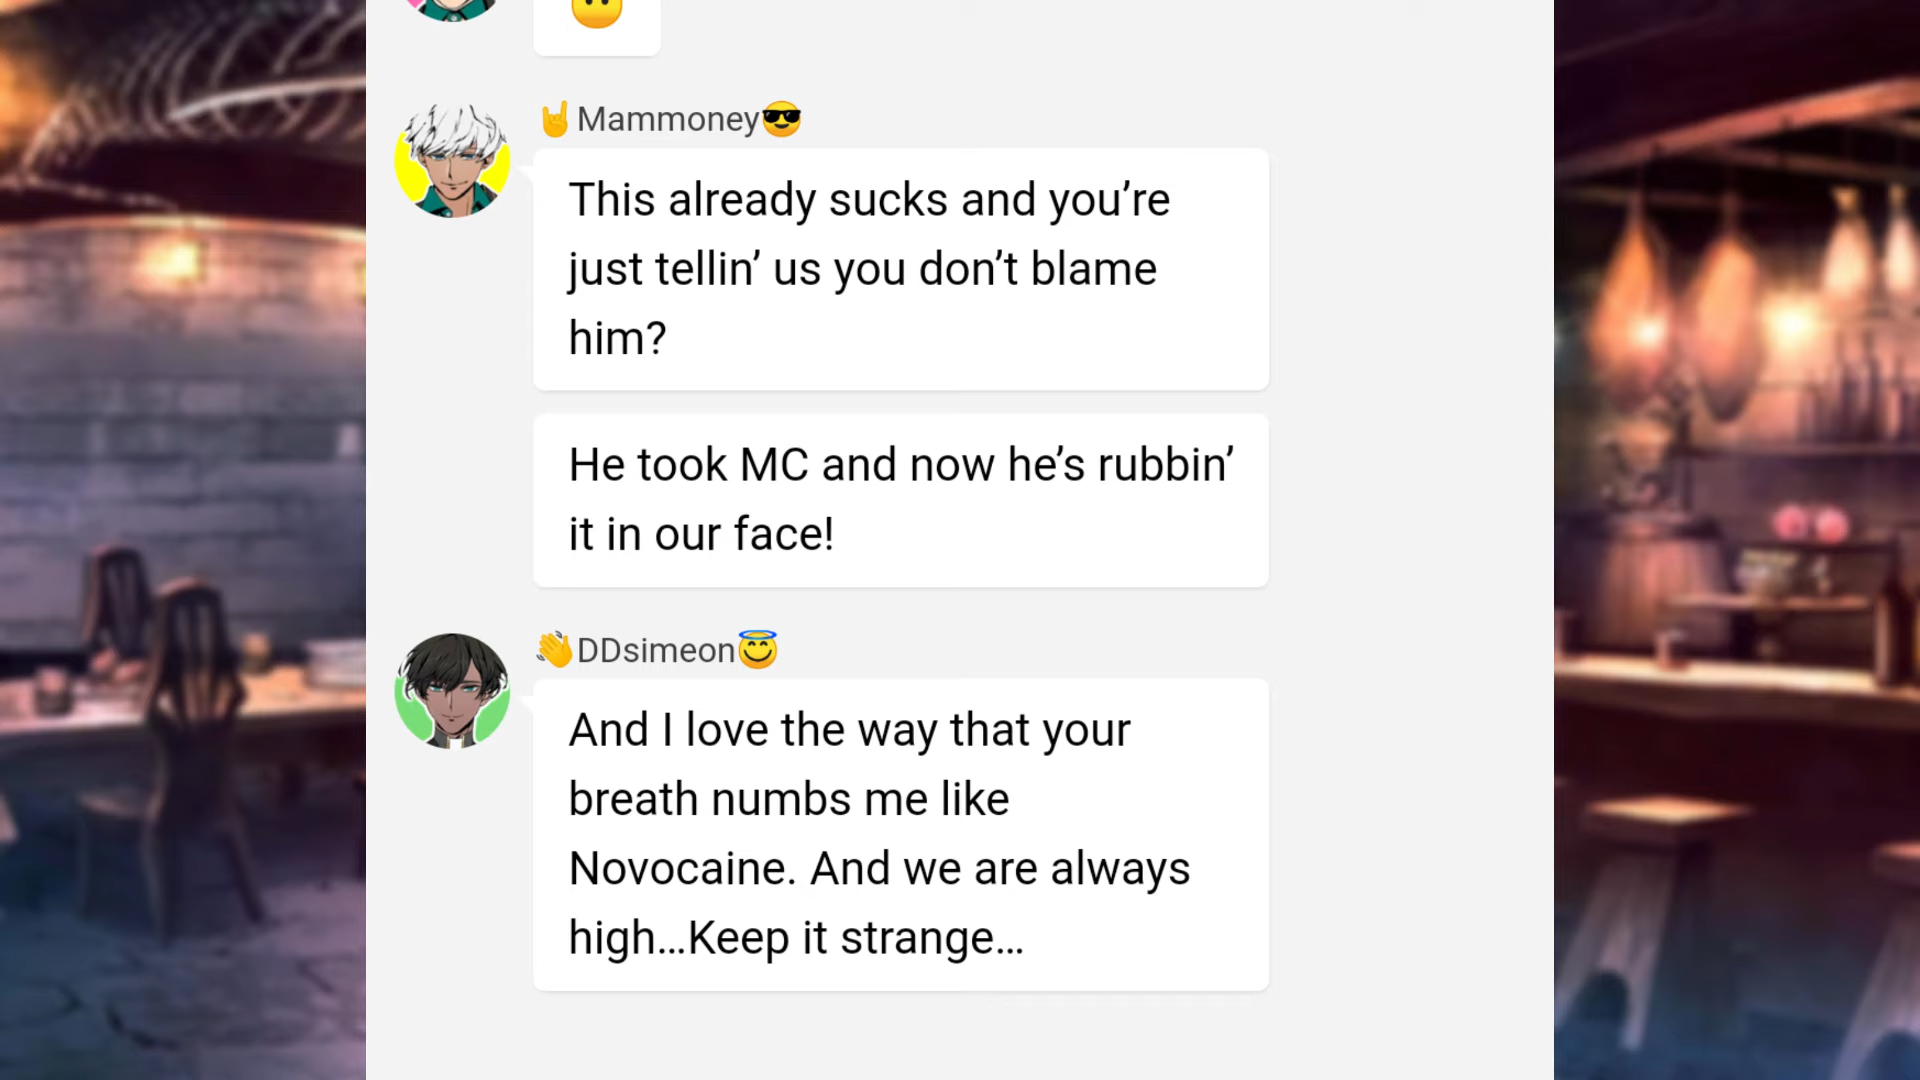 🤘Mammoney😎
This already sucks and you’re
just tellin’ us you don’t blame
him?
He took MC and now he’s rubbin’
it in our face!
👋DDsimeon😇
And I love the way that your
breath numbs me like
Novocaine. And we are always
high…Keep it strange…